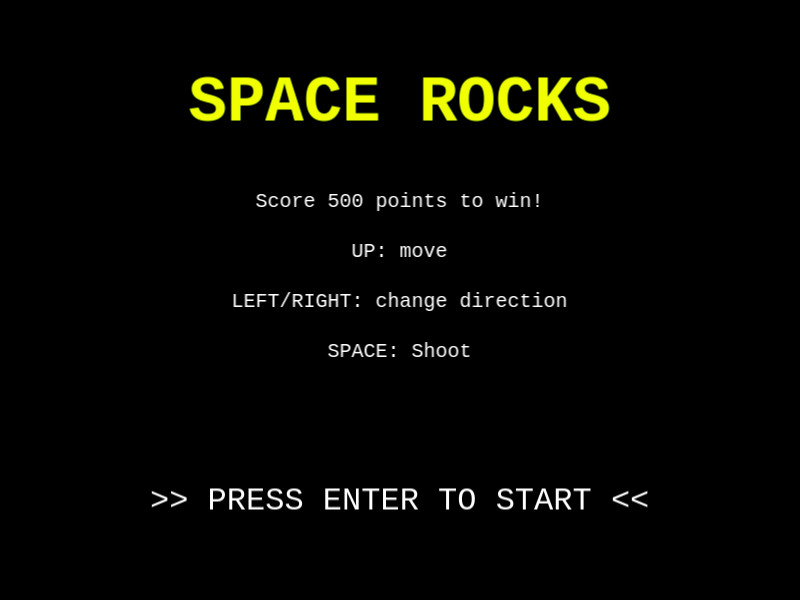 SPACE ROCKS
Score 500 points to win!
UP: move
LEFT/RIGHT: change direction
SPACE: Shoot
>> PRESS ENTER TO START <<